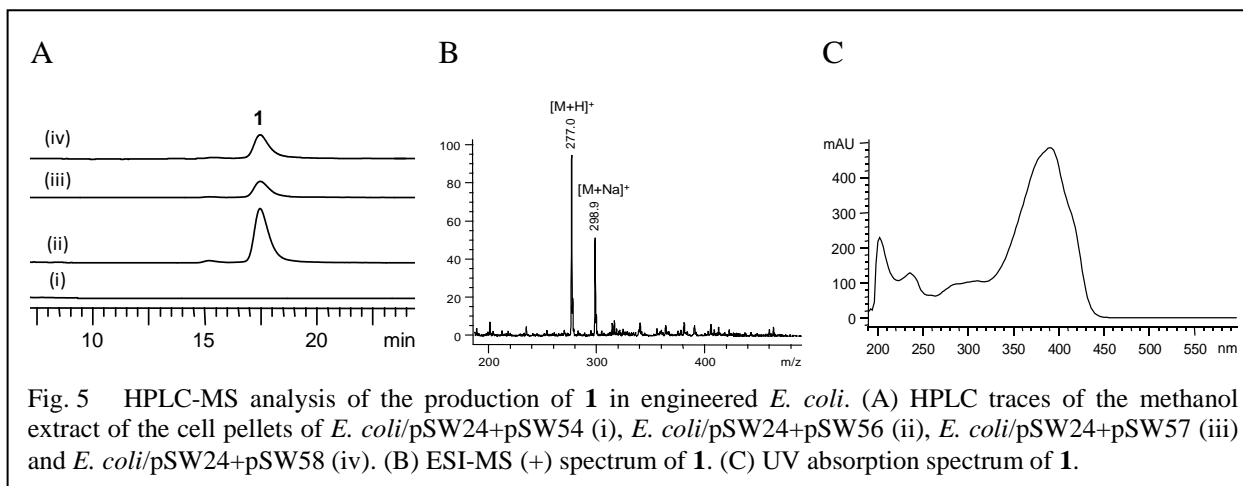 A
1
(iv)
(iii)
(ii)
(i)
10 15 20 min
B
[M+H]+
277.0
[M+Na]+
298.9
100
80
60
40
20
0
200 300 400 m/z
C
mAU
400
300
200
100
0
200 250 300 350 400 450 500 550 nm
Fig. 5 HPLC-MS analysis of the production of 1 in engineered E. coli. (A) HPLC traces of the methanol
extract of the cell pellets of E. coli/pSW24+pSW54 (i), E. coli/pSW24+pSW56 (ii), E. coli/pSW24+pSW57 (iii)
and E. coli/pSW24+pSW58 (iv). (B) ESI-MS (+) spectrum of 1. (C) UV absorption spectrum of 1.